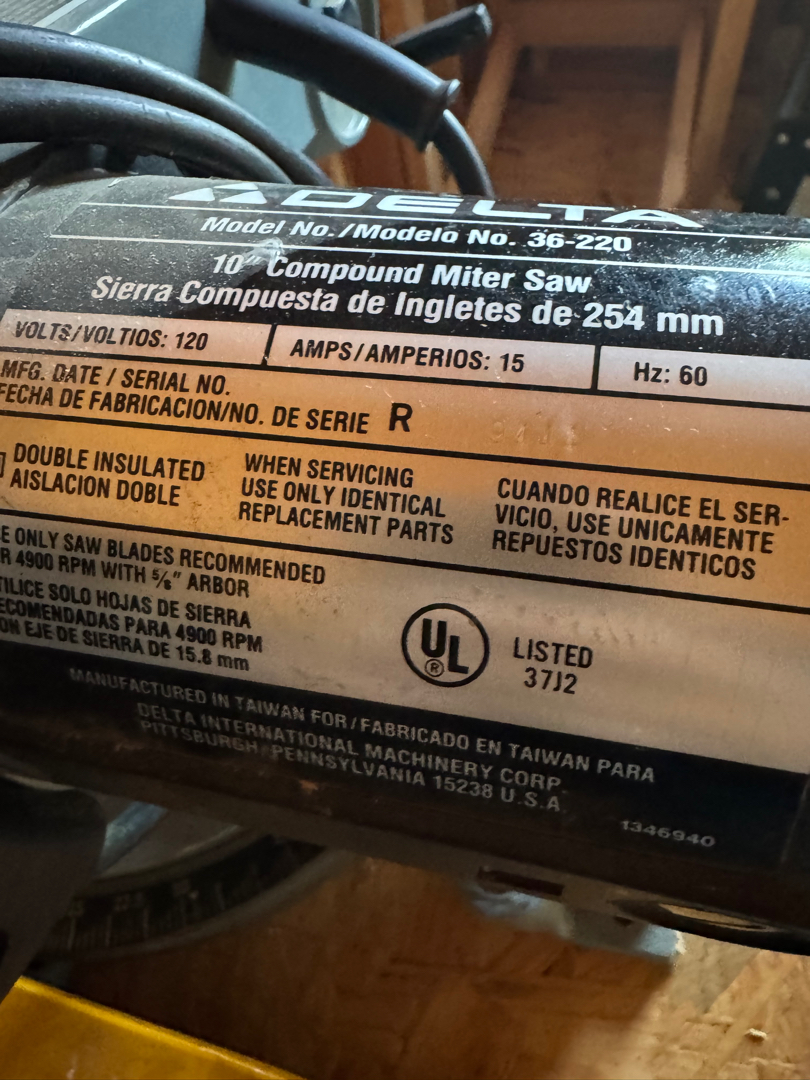 DELTA
Model No./Modelo No. 36-220
10" Compound Miter Saw
Sierra Compuesta de Ingletes de 254 mm
VOLTS/VOLTIOS: 120 AMPS/AMPERIOS: 15 Hz: 60
MFG. DATE / SERIAL NO.
FECHA DE FABRICACION/NO. DE SERIE R
DOUBLE INSULATED
AISLACION DOBLE
WHEN SERVICING
USE ONLY IDENTICAL
REPLACEMENT PARTS
CUANDO REALICE EL SER-
VICIO, USE UNICAMENTE
REPUESTOS IDENTICOS
E ONLY SAW BLADES RECOMMENDED
R 4900 RPM WITH 5/8" ARBOR
TILICE SOLO HOJAS DE SIERRA
ECOMENDADAS PARA 4900 RPM
ON EJE DE SIERRA DE 15.8 mm
UL ®
LISTED
37J2
MANUFACTURED IN TAIWAN FOR/FABRICADO EN TAIWAN PARA
DELTA INTERNATIONAL MACHINERY CORP.
PITTSBURGH, PENNSYLVANIA 15238 U.S.A.
1346940